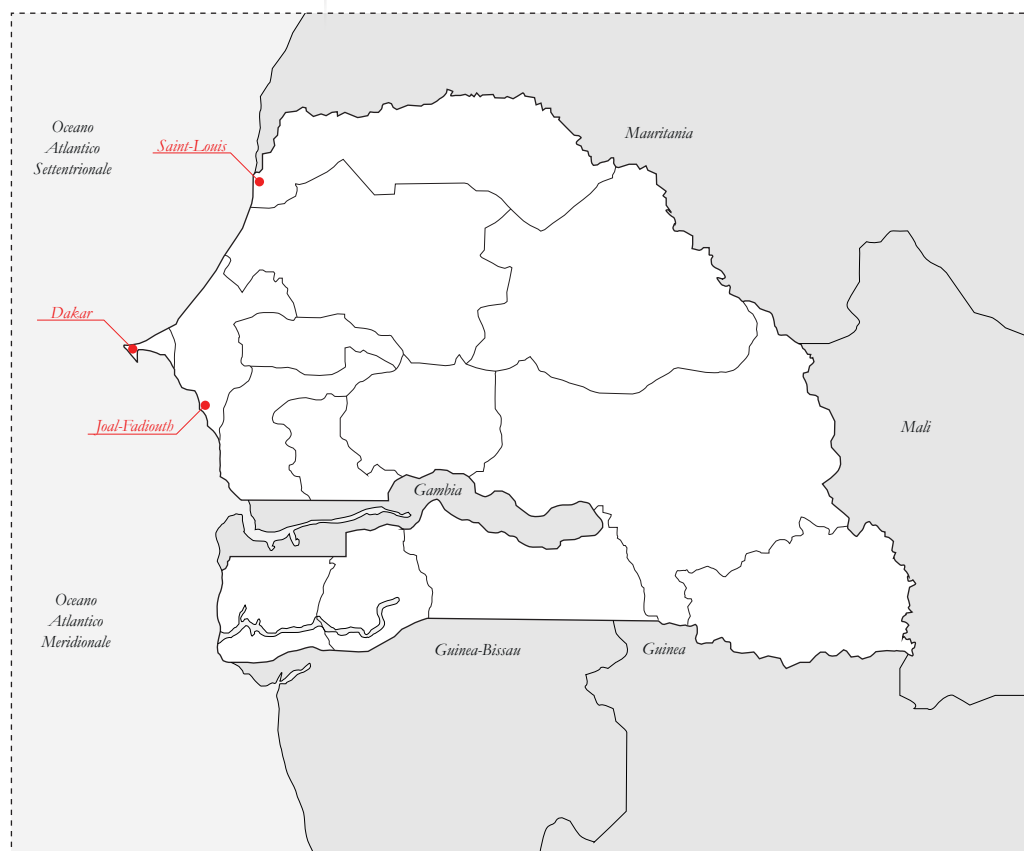 Oceano
Atlantico
Settentrionale
Mauritania
Saint-Louis
Dakar
Joal-Fadiouth
Mali
Gambia
Oceano
Atlantico
Meridionale
Guinea-Bissau
Guinea